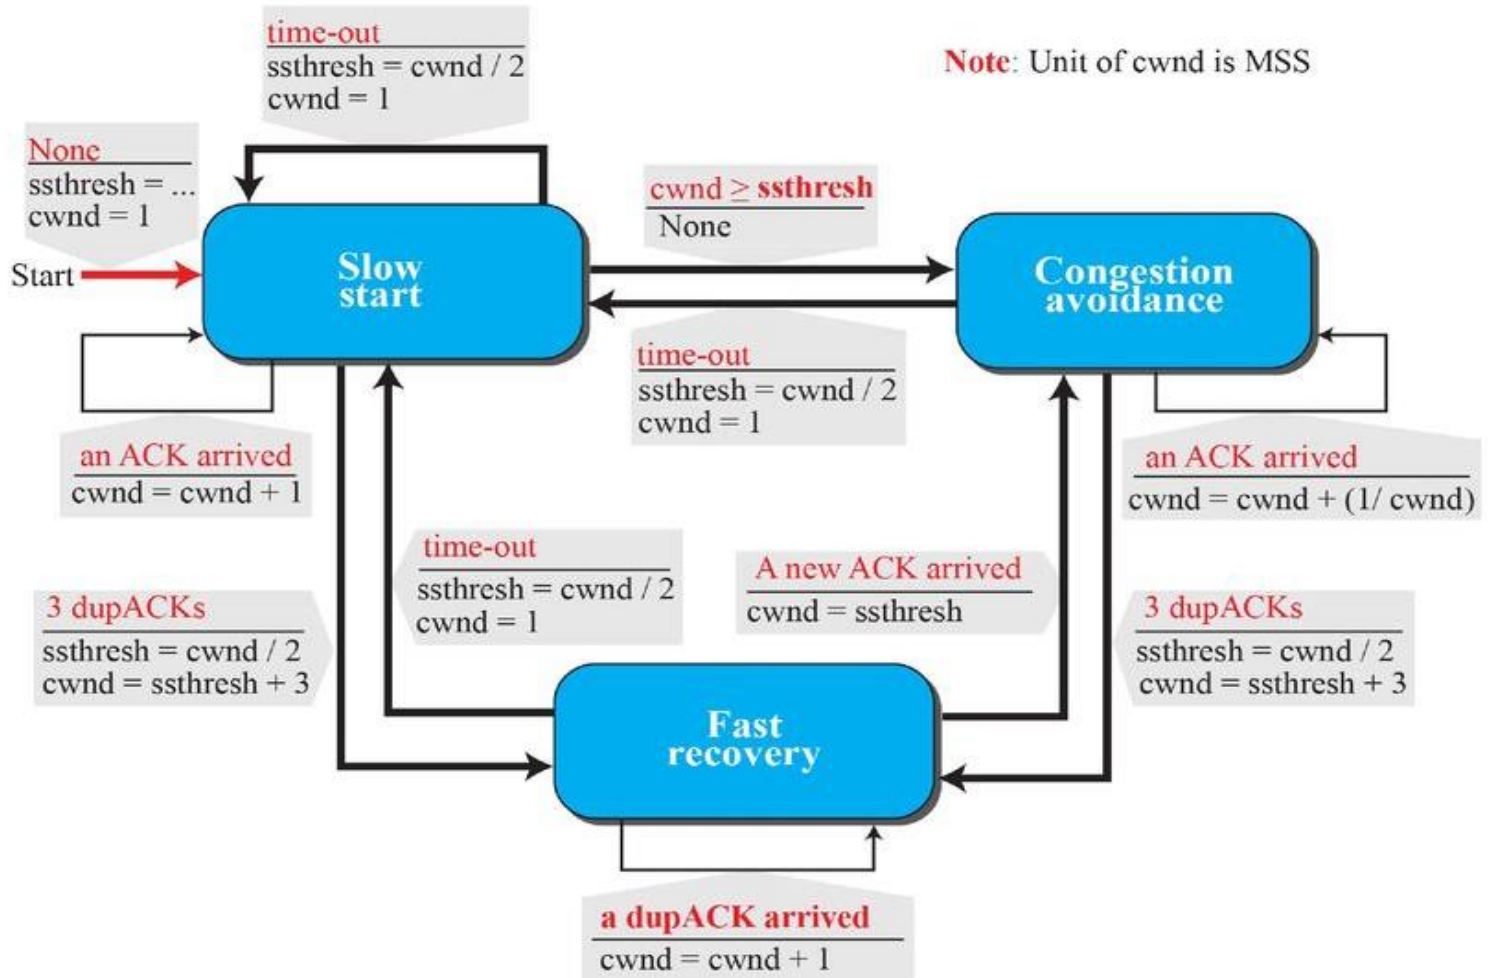 time-out
ssthresh = cwnd / 2
cwnd = 1
Note: Unit of cwnd is MSS
None
ssthresh = ...
cwnd = 1
Start
Slow
start
cwnd ≥ ssthresh
None
Congestion
avoidance
time-out
ssthresh = cwnd / 2
cwnd = 1
an ACK arrived
cwnd = cwnd + 1
an ACK arrived
cwnd = cwnd + (1/ cwnd)
time-out
ssthresh = cwnd / 2
cwnd = 1
A new ACK arrived
cwnd = ssthresh
3 dupACKs
ssthresh = cwnd / 2
cwnd = ssthresh + 3
3 dupACKs
ssthresh = cwnd / 2
cwnd = ssthresh + 3
Fast
recovery
a dupACK arrived
cwnd = cwnd + 1